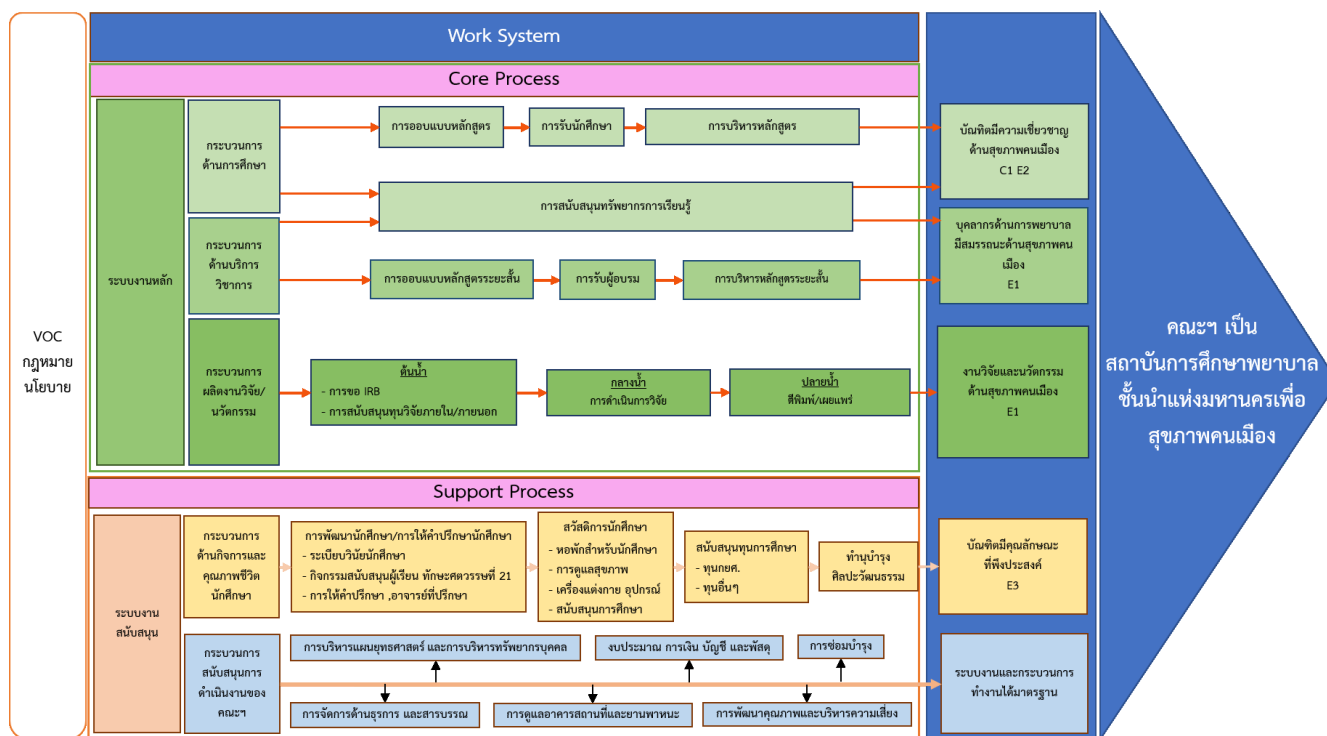 Work System
Core Process
VOC
กฎหมาย
นโยบาย
ระบบงานหลัก
กระบวนการ
ด้านการศึกษา
การออบแบบหลักสูตร
การรับนักศึกษา
การบริหารหลักสูตร
บัณฑิตมีความเชี่ยวชาญ
ด้านสุขภาพคนเมือง
C1 E2
การสนับสนุนทรัพยากรการเรียนรู้
กระบวนการ
ด้านบริการ
วิชาการ
การออกแบบหลักสูตรระยะสั้น
การรับผู้อบรม
การบริหารหลักสูตรระยะสั้น
บุคลากรด้านการพยาบาล
มีสมรรถนะด้านสุขภาพคน
เมือง
E1
กระบวนการ
ผลิตงานวิจัย/
นวัตกรรม
ต้นน้ำ
- การขอ IRB
- การสนับสนุนทุนวิจัยภายใน/ภายนอก
กลางน้ำ
การดำเนินการวิจัย
ปลายน้ำ
ตีพิมพ์/เผยแพร่
งานวิจัยและนวัตกรรม
ด้านสุขภาพคนเมือง
E1
คณะฯ เป็น
สถาบันการศึกษาพยาบาล
ชั้นนำแห่งมหานครเพื่อ
สุขภาพคนเมือง
Support Process
ระบบงาน
สนับสนุน
กระบวนการ
ด้านกิจการและ
คุณภาพชีวิต
นักศึกษา
การพัฒนานักศึกษา/การให้คำปรึกษานักศึกษา
- ระเบียบวินัยนักศึกษา
- กิจกรรมสนับสนุนผู้เรียน ทักษะศตวรรษที่ 21
- การให้คำปรึกษา ,อาจารย์ที่ปรึกษา
สวัสดิการนักศึกษา
- หอพักสำหรับนักศึกษา
- การดูแลสุขภาพ
- เครื่องแต่งกาย อุปกรณ์
- สนับสนุนการศึกษา
สนับสนุนทุนการศึกษา
- ทุนกยศ.
- ทุนอื่นๆ
ทำนุบำรุง
ศิลปะวัฒนธรรม
บัณฑิตมีคุณลักษณะ
ที่พึงประสงค์
E3
กระบวนการ
สนับสนุนการ
ดำเนินงานของ
คณะฯ
การบริหารแผนยุทธศาสตร์ และการบริหารทรัพยากรบุคคล
งบประมาณ การเงิน บัญชี และพัสดุ
การซ่อมบำรุง
การจัดการด้านธุรการ และสารบรรณ
การดูแลอาคารสถานที่และยานพาหนะ
การพัฒนาคุณภาพและบริหารความเสี่ยง
ระบบงานและกระบวนการ
ทำงานได้มาตรฐาน